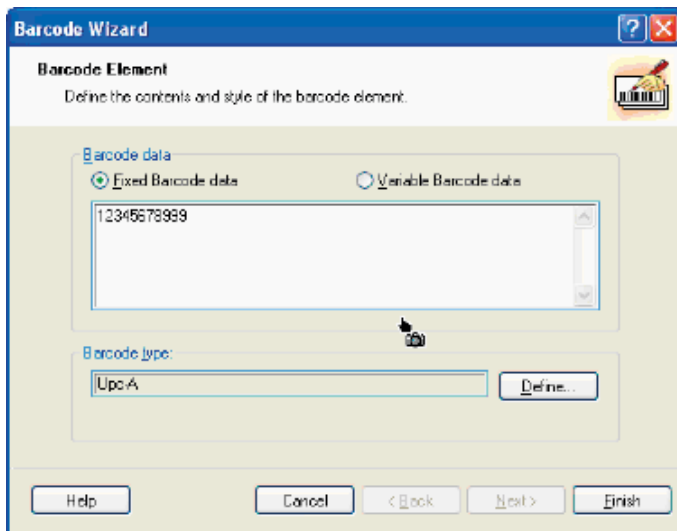 Barcode Wizard
Barcode Element
Define the contents and style of the barcode element.
Barcode data
Fixed Barcode data Variable Barcode data
12345678999
Barcode type:
Upc-A Define...
Help Cancel < Back Next > Finish